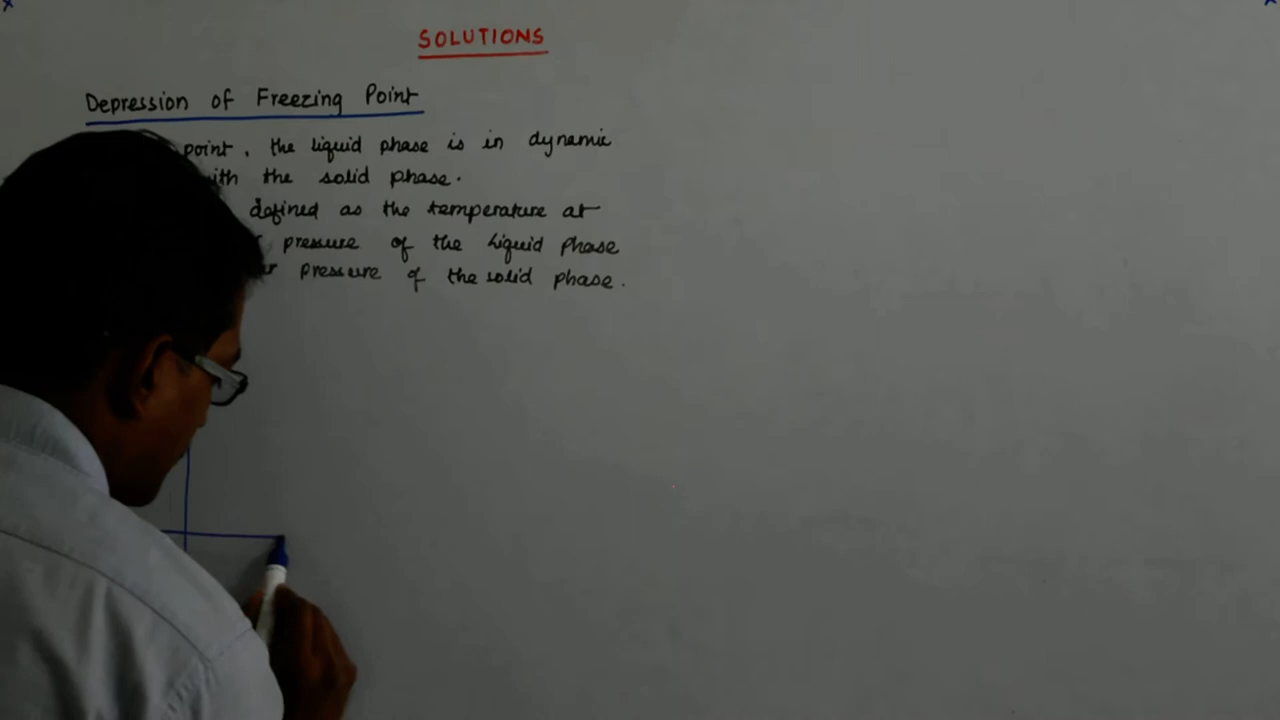 SOLUTIONS
Depression of Freezing Point
point, the liquid phase is in dynamic
with the solid phase.
defined as the temperature at
pressure of the liquid phase
pressure of the solid phase.